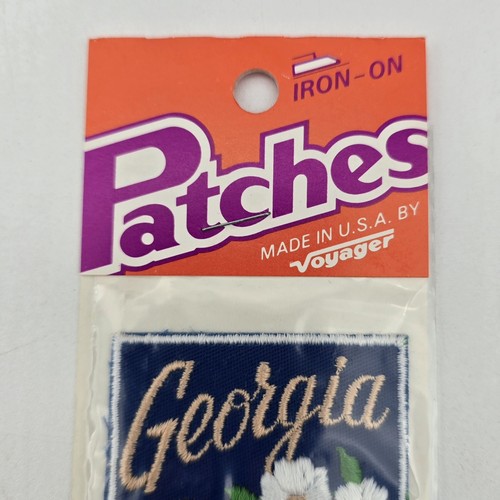 IRON-ON
Patches
MADE IN U.S.A. BY
Voyager
Georgia